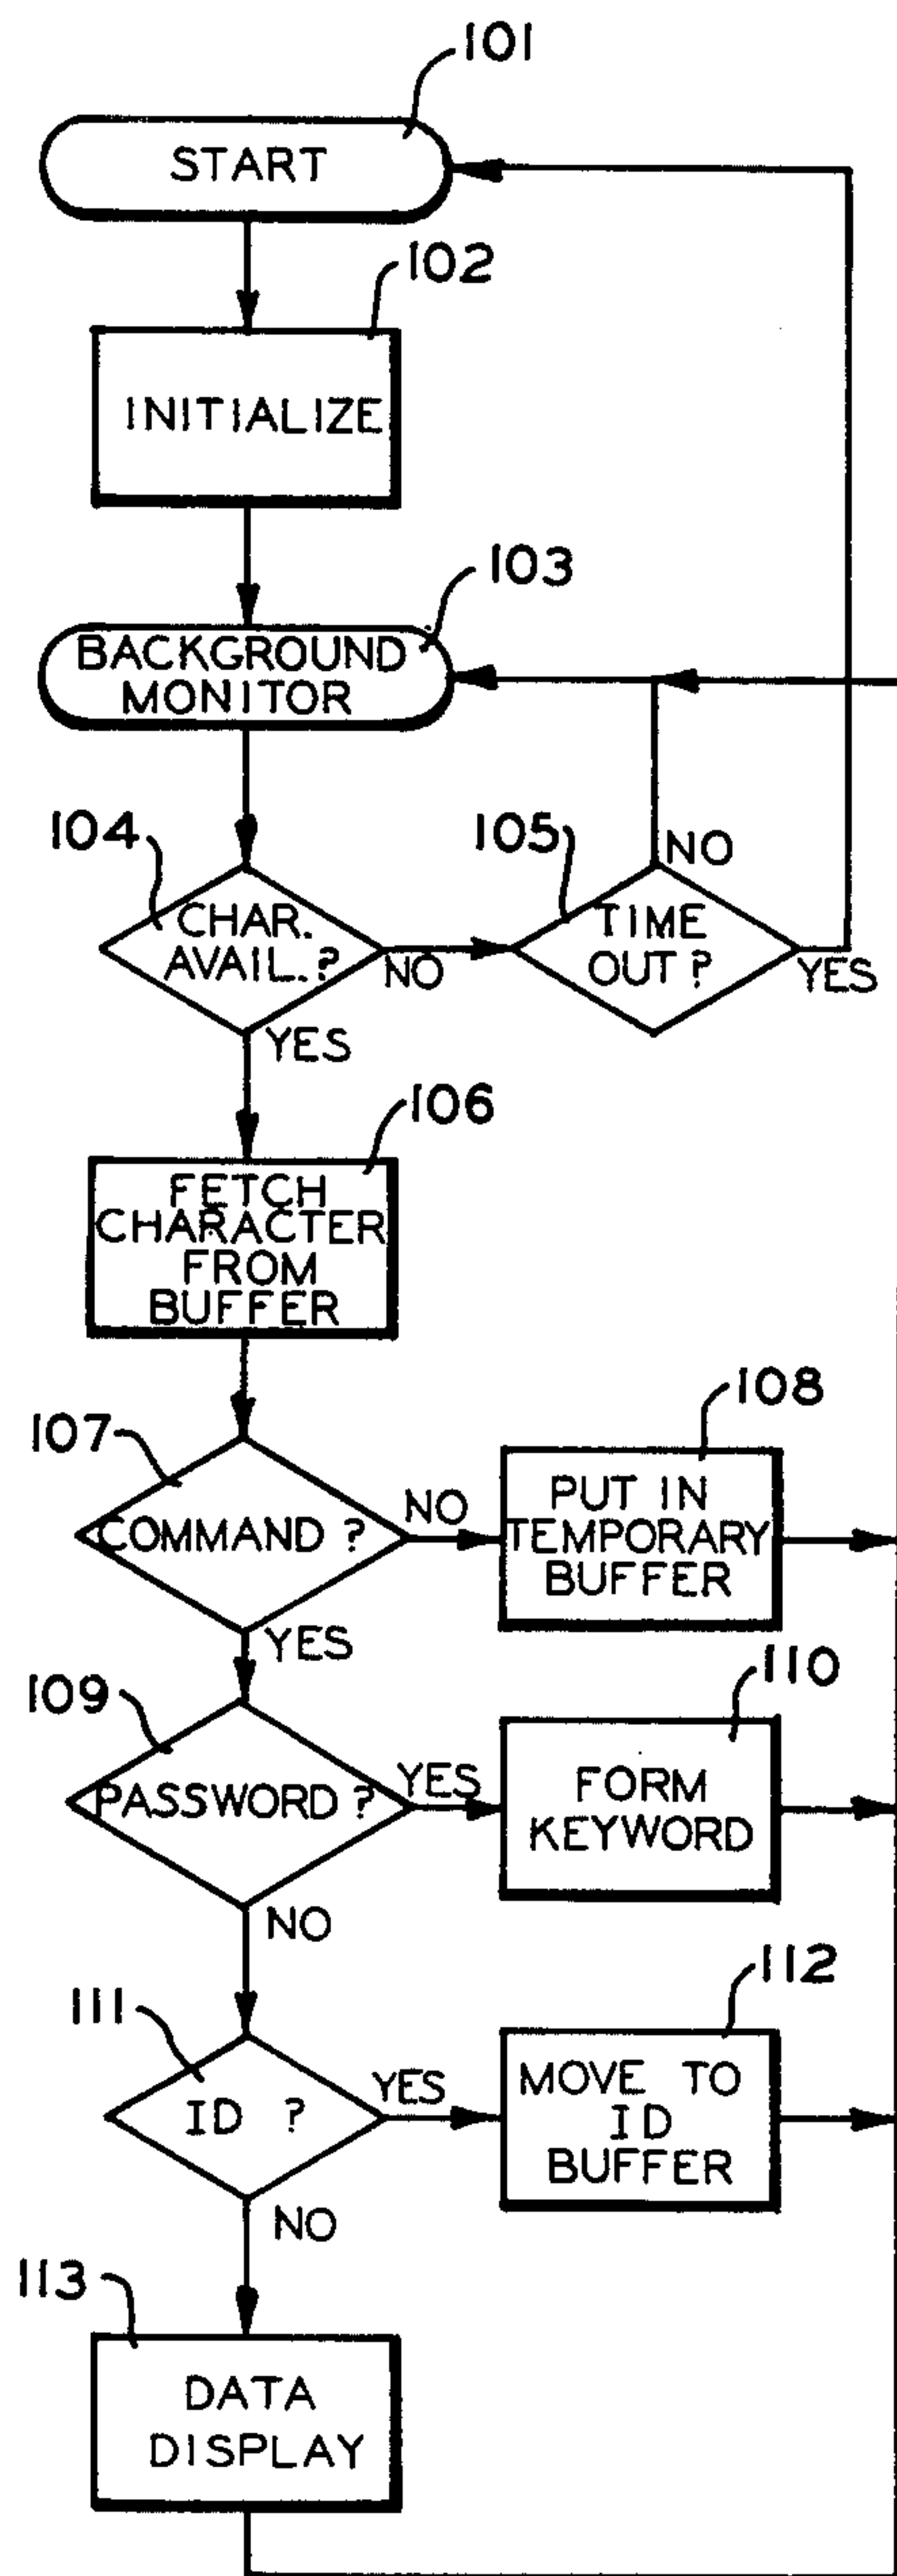 101
START
102
INITIALIZE
103
BACKGROUND
MONITOR
104
CHAR.
AVAIL.?
NO
YES
105
TIME
OUT?
NO
YES
106
FETCH
CHARACTER
FROM
BUFFER
107
COMMAND?
NO
YES
108
PUT IN
TEMPORARY
BUFFER
109
PASSWORD?
YES
NO
110
FORM
KEYWORD
111
ID ?
YES
NO
112
MOVE TO
ID
BUFFER
113
DATA
DISPLAY